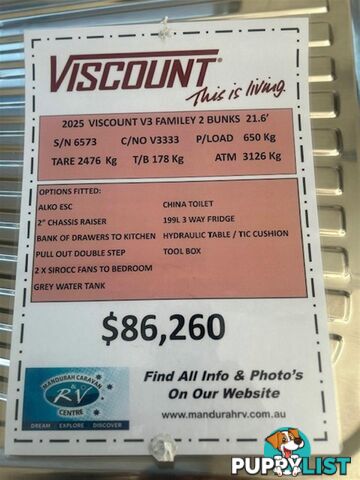 VISCOUNT®
This is living.
2025 VISCOUNT V3 FAMILEY 2 BUNKS 21.6'
S/N 6573 C/NO V3333 P/LOAD 650 Kg
TARE 2476 Kg T/B 178 Kg ATM 3126 Kg
OPTIONS FITTED:
ALKO ESC CHINA TOILET
2" CHASSIS RAISER 199L 3 WAY FRIDGE
BANK OF DRAWERS TO KITCHEN HYDRAULIC TABLE / TIC CUSHION
PULL OUT DOUBLE STEP TOOL BOX
2 X SIROCC FANS TO BEDROOM
GREY WATER TANK
$86,260
MANDURAH CARAVAN
& RV
CENTRE
DREAM EXPLORE DISCOVER
Find All Info & Photo's
On Our Website
www.mandurahrv.com.au
PUPPYLIST